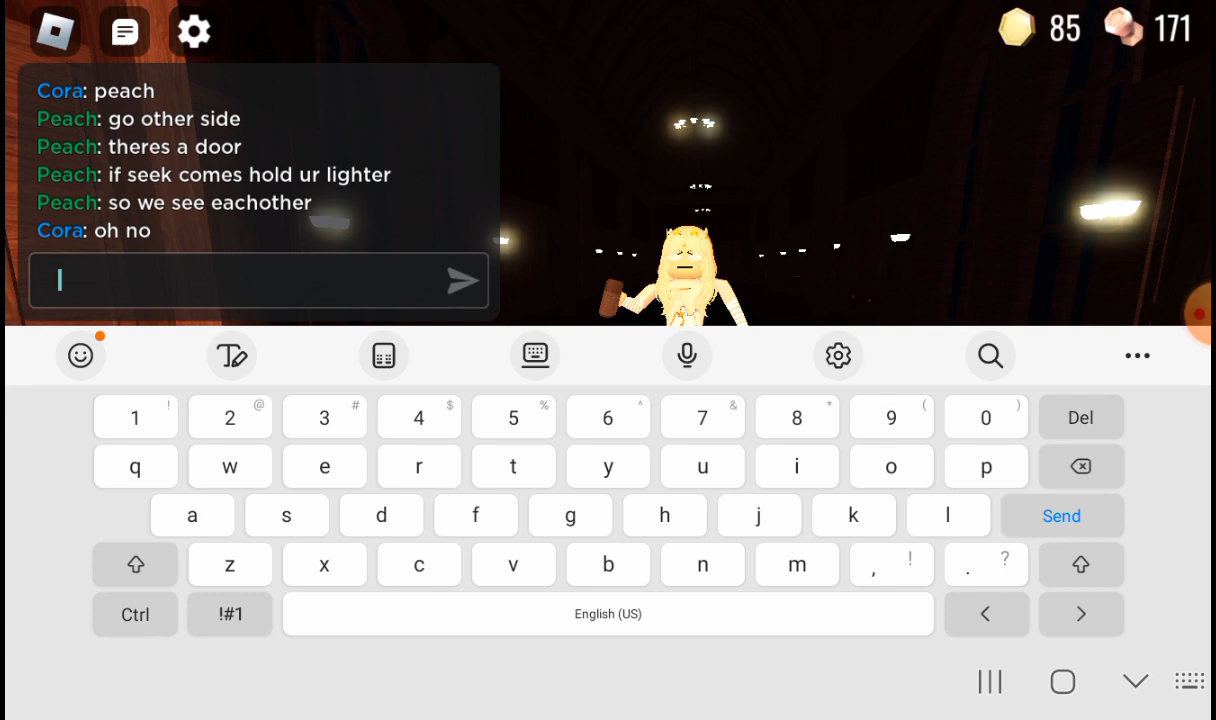 85 171
Cora: peach
Peach: go other side
Peach: theres a door
Peach: if seek comes hold ur lighter
Peach: so we see eachother
Cora: oh no
1 ! 2 @ 3 # 4 $ 5 % 6 ^ 7 & 8 * 9 ( 0 ) Del
q w e r t y u i o p
a s d f g h j k l Send
z x c v b n m , ! . ?
Ctrl !#1 English (US) < >